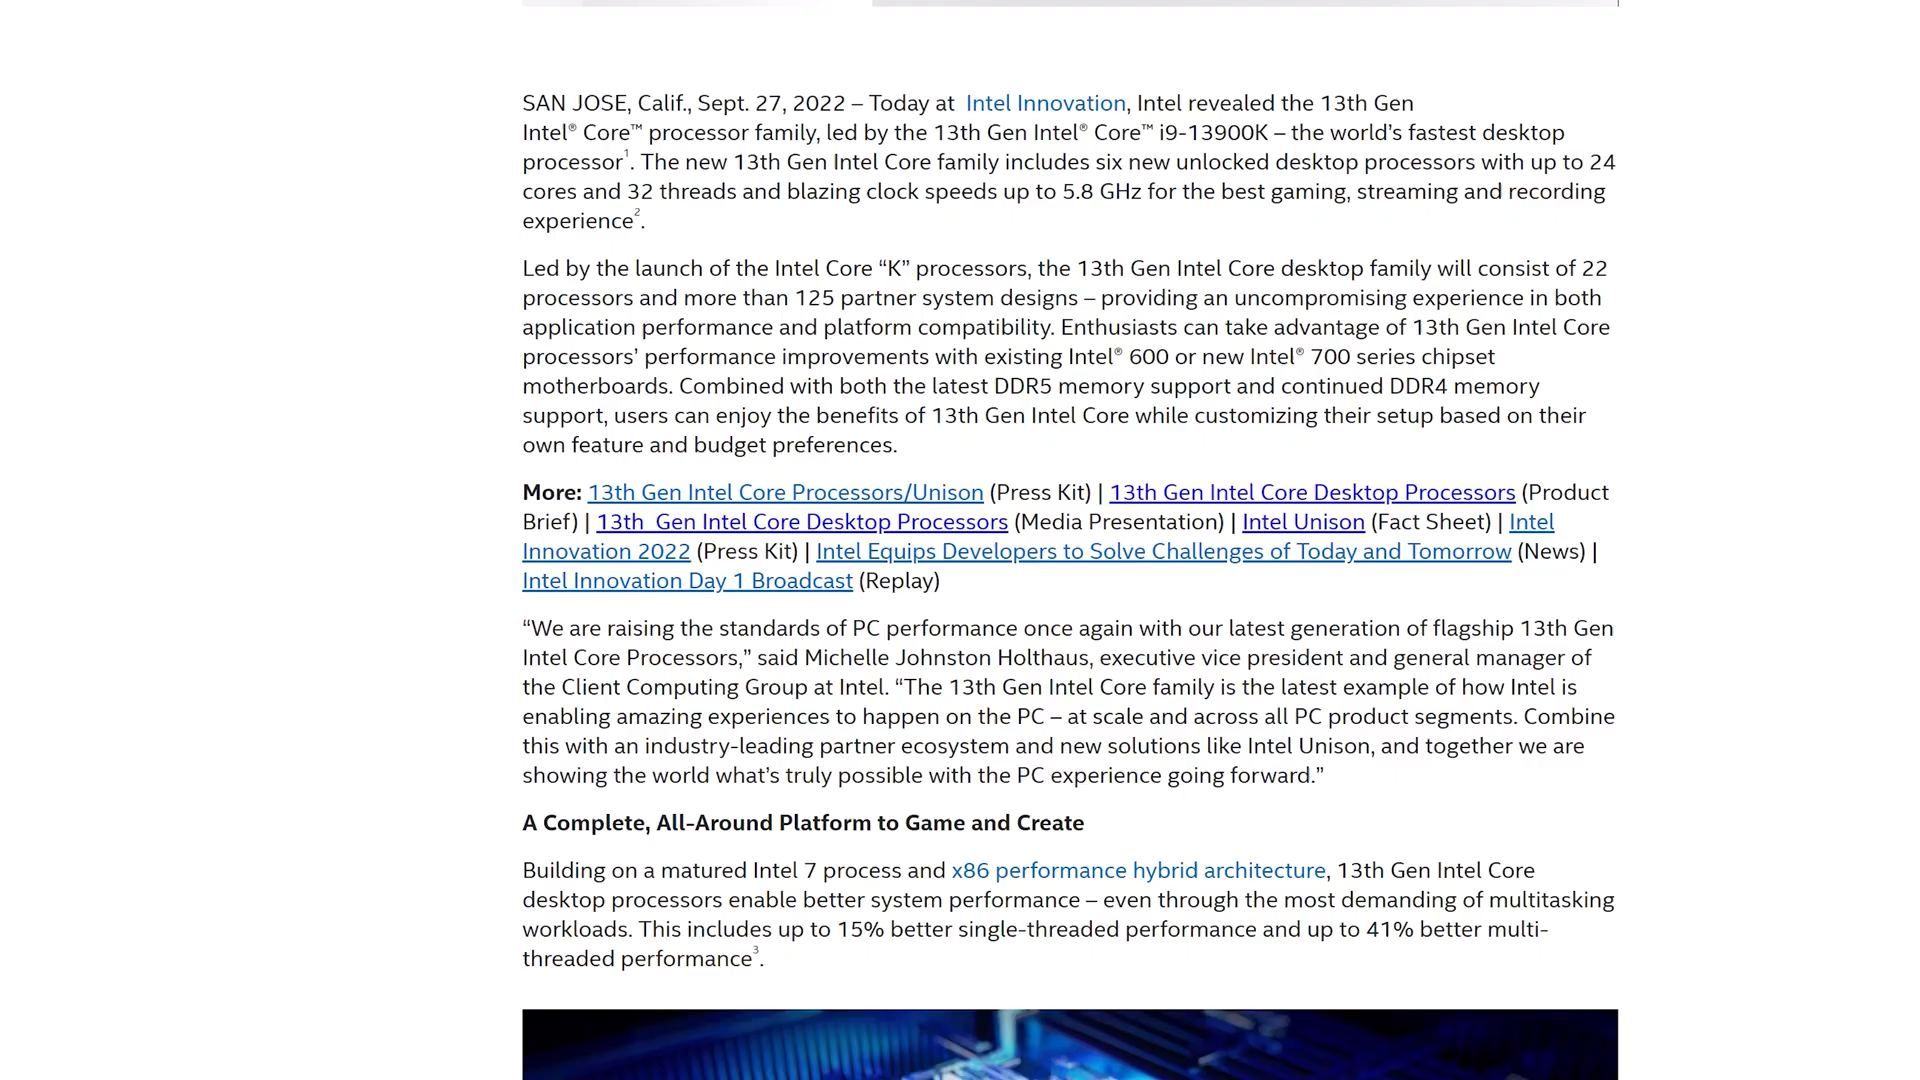 SAN JOSE, Calif., Sept. 27, 2022 – Today at  Intel Innovation, Intel revealed the 13th Gen
Intel® Core™ processor family, led by the 13th Gen Intel® Core™ i9-13900K – the world’s fastest desktop
processor¹. The new 13th Gen Intel Core family includes six new unlocked desktop processors with up to 24
cores and 32 threads and blazing clock speeds up to 5.8 GHz for the best gaming, streaming and recording
experience².
Led by the launch of the Intel Core “K” processors, the 13th Gen Intel Core desktop family will consist of 22
processors and more than 125 partner system designs – providing an uncompromising experience in both
application performance and platform compatibility. Enthusiasts can take advantage of 13th Gen Intel Core
processors’ performance improvements with existing Intel® 600 or new Intel® 700 series chipset
motherboards. Combined with both the latest DDR5 memory support and continued DDR4 memory
support, users can enjoy the benefits of 13th Gen Intel Core while customizing their setup based on their
own feature and budget preferences.
More: 13th Gen Intel Core Processors/Unison (Press Kit) | 13th Gen Intel Core Desktop Processors (Product
Brief) | 13th  Gen Intel Core Desktop Processors (Media Presentation) | Intel Unison (Fact Sheet) | Intel
Innovation 2022 (Press Kit) | Intel Equips Developers to Solve Challenges of Today and Tomorrow (News) |
Intel Innovation Day 1 Broadcast (Replay)
“We are raising the standards of PC performance once again with our latest generation of flagship 13th Gen
Intel Core Processors,” said Michelle Johnston Holthaus, executive vice president and general manager of
the Client Computing Group at Intel. “The 13th Gen Intel Core family is the latest example of how Intel is
enabling amazing experiences to happen on the PC – at scale and across all PC product segments. Combine
this with an industry-leading partner ecosystem and new solutions like Intel Unison, and together we are
showing the world what’s truly possible with the PC experience going forward.”
A Complete, All-Around Platform to Game and Create
Building on a matured Intel 7 process and x86 performance hybrid architecture, 13th Gen Intel Core
desktop processors enable better system performance – even through the most demanding of multitasking
workloads. This includes up to 15% better single-threaded performance and up to 41% better multi-
threaded performance³.